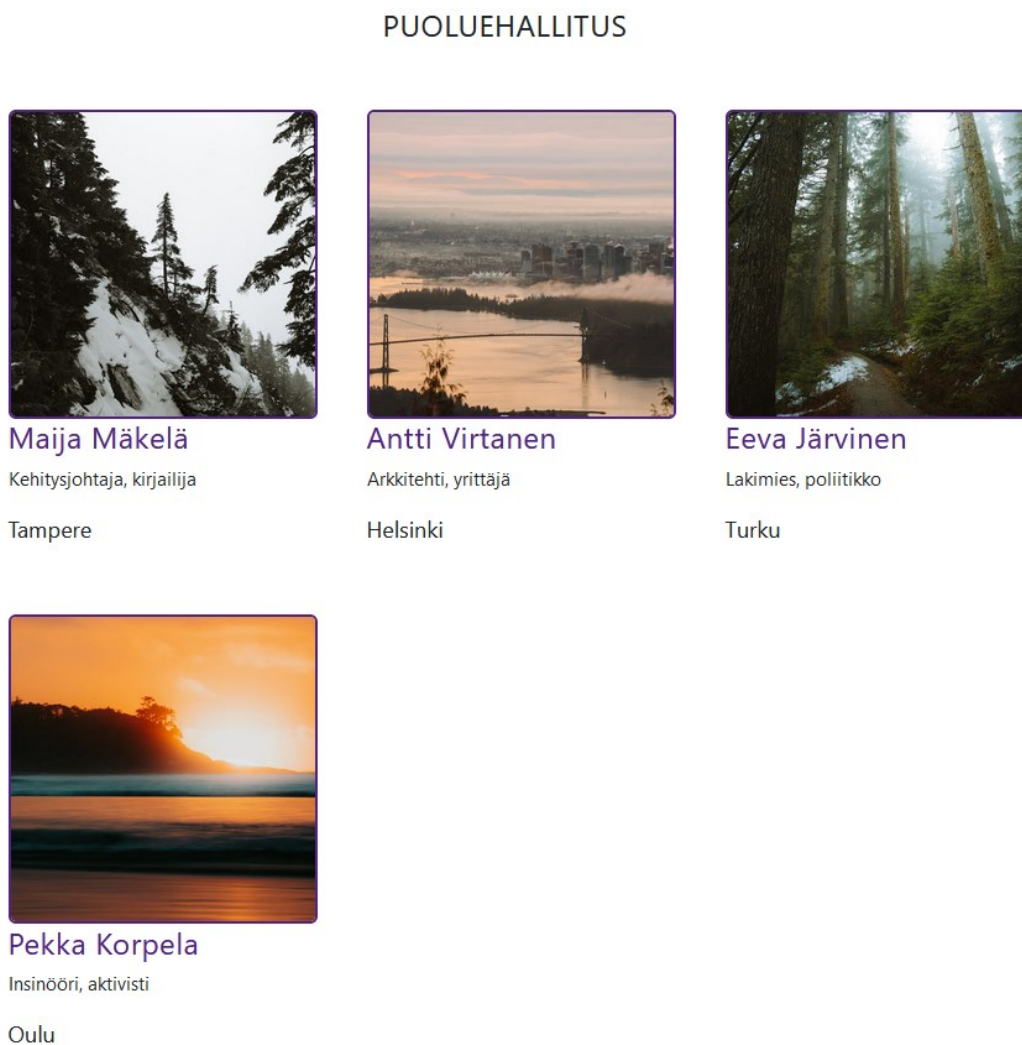 PUOLUEHALLITUS
Maija Mäkelä
Kehitysjohtaja, kirjailija
Tampere
Antti Virtanen
Arkkitehti, yrittäjä
Helsinki
Eeva Järvinen
Lakimies, poliitikko
Turku
Pekka Korpela
Insinööri, aktivisti
Oulu